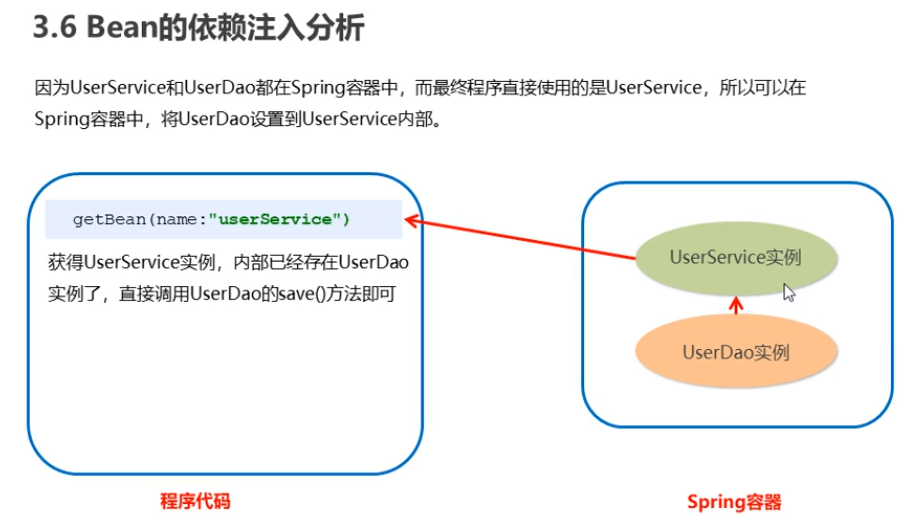 3.6 Bean的依赖注入分析
因为UserService和UserDao都在Spring容器中，而最终程序直接使用的是UserService，所以可以在
Spring容器中，将UserDao设置到UserService内部。
getBean(name:"userService")
获得UserService实例，内部已经存在UserDao
实例了，直接调用UserDao的save()方法即可
UserService实例
UserDao实例
程序代码
Spring容器